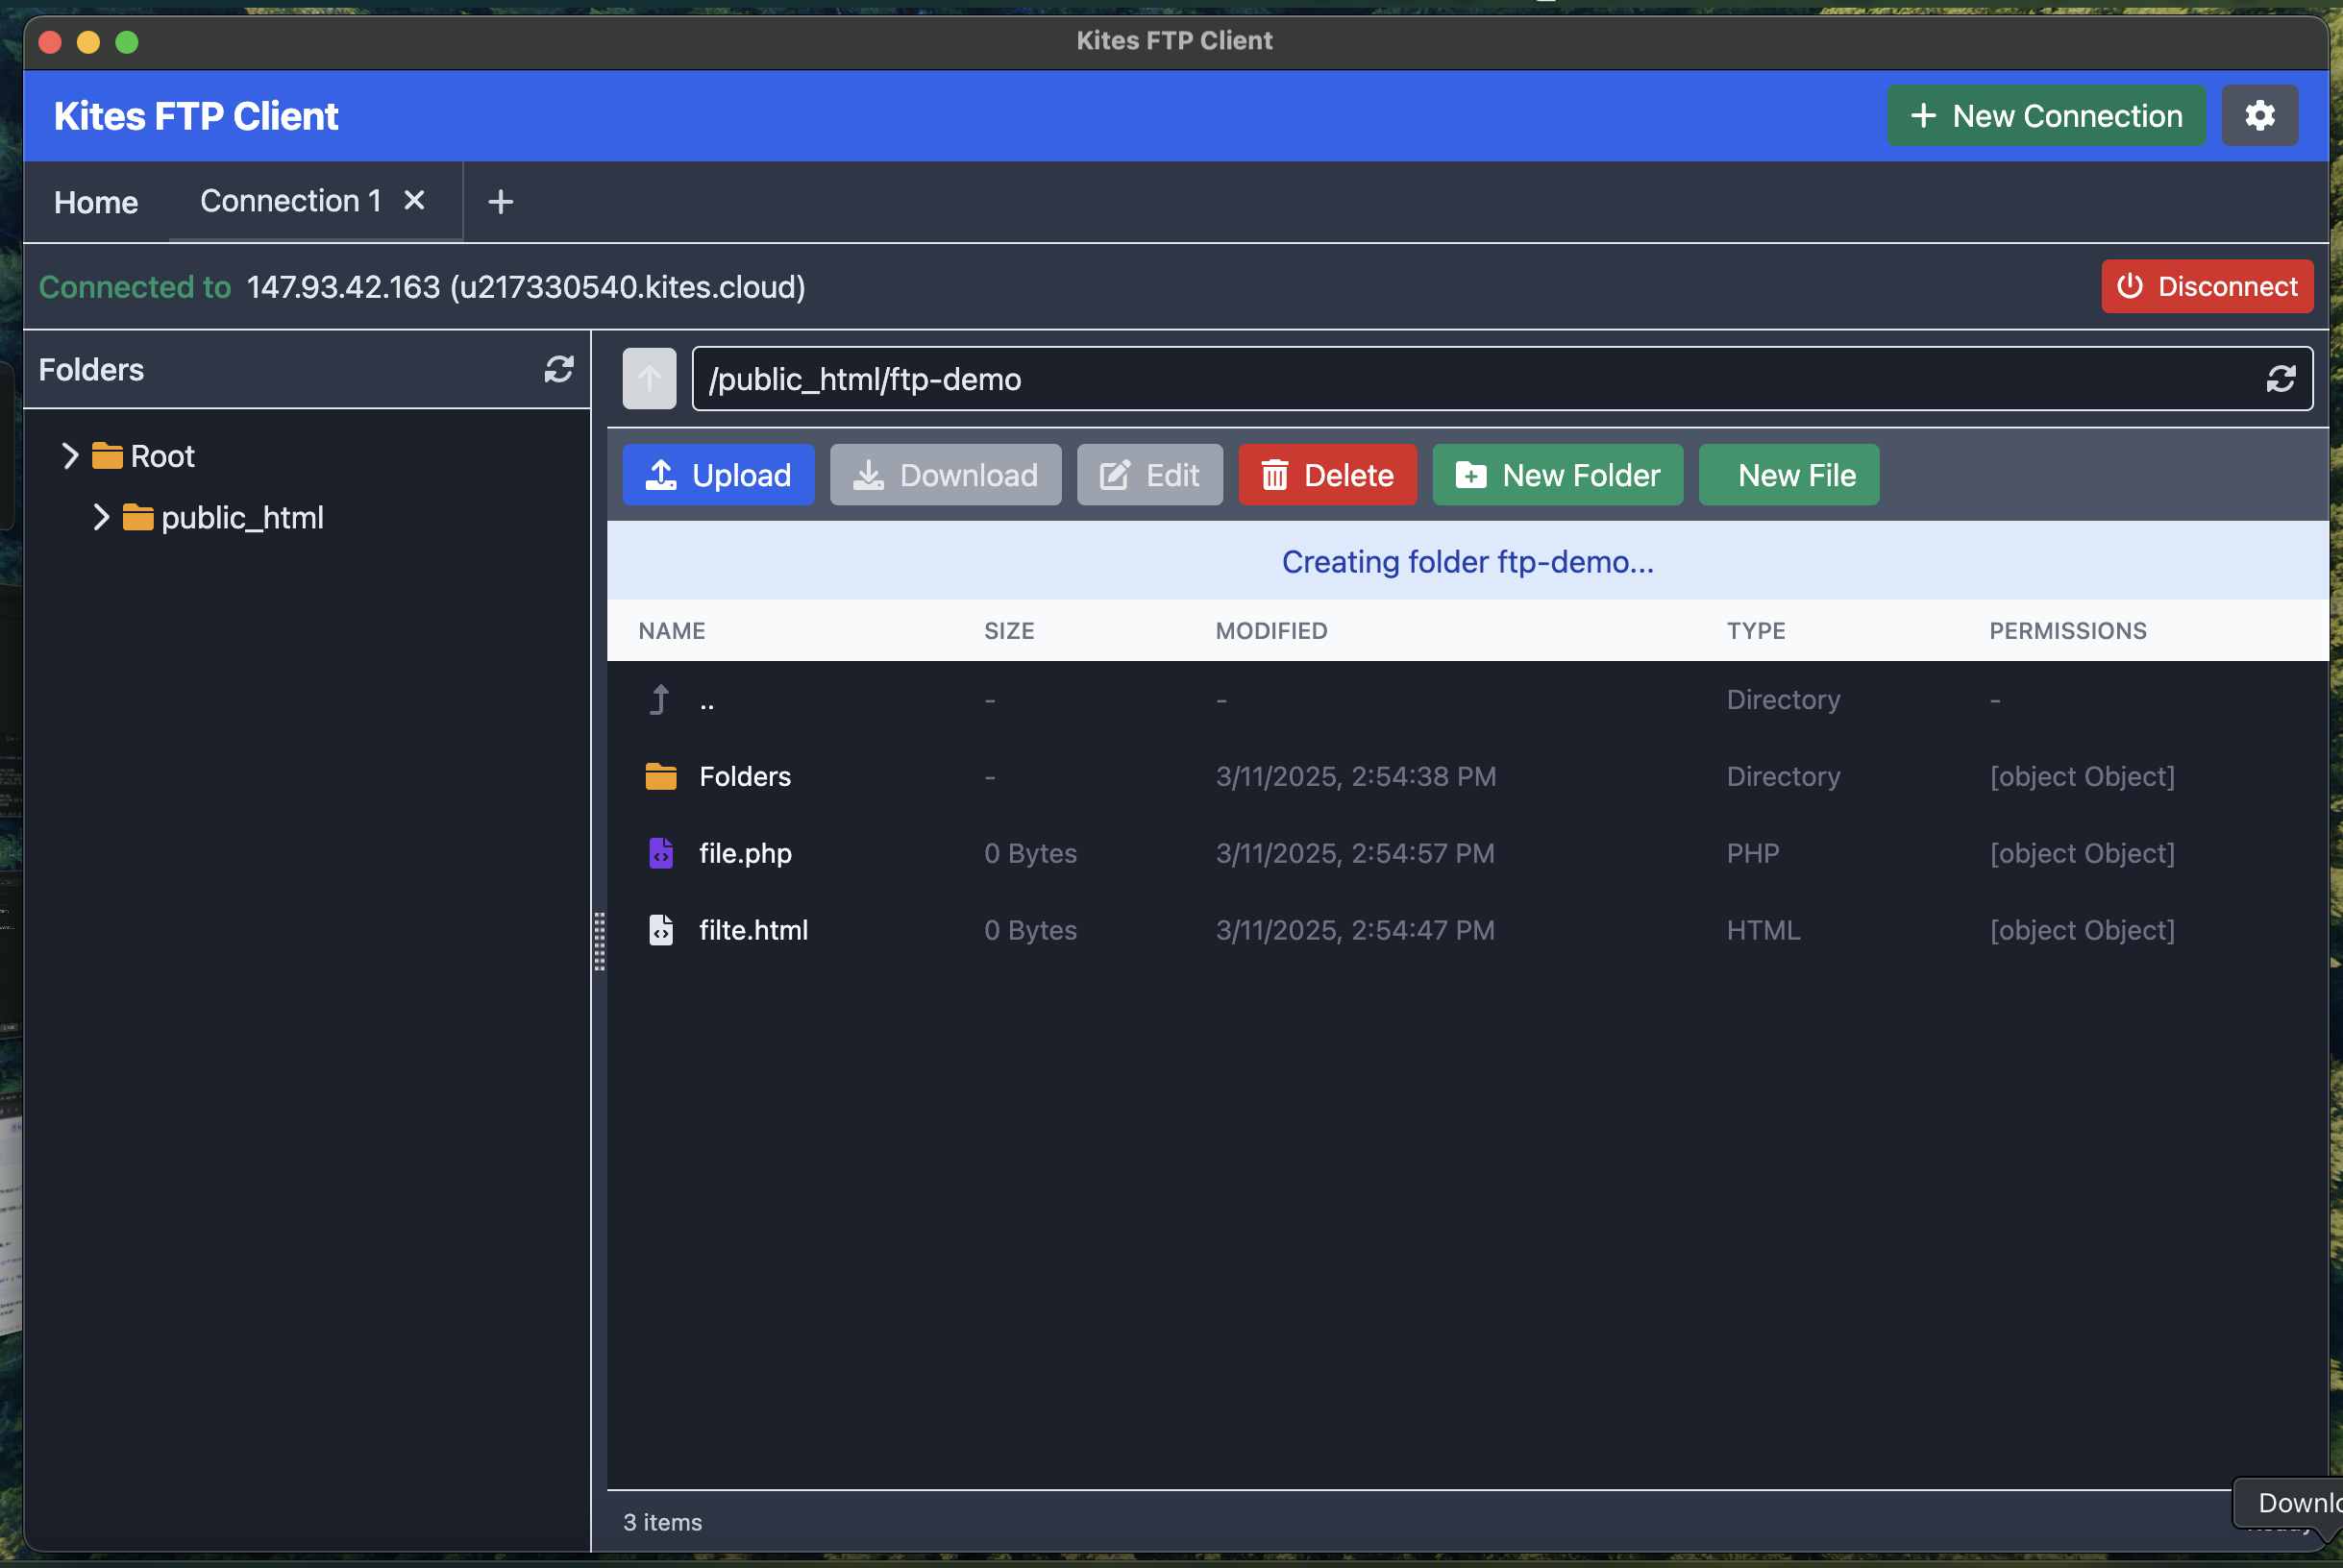 Kites FTP Client
Kites FTP Client
New Connection
Home Connection 1
Connected to 147.93.42.163 (u217330540.kites.cloud)
Disconnect
Folders
/public_html/ftp-demo
Root
public_html
Upload Download Edit Delete New Folder New File
Creating folder ftp-demo...
NAME SIZE MODIFIED TYPE PERMISSIONS
.. - - Directory -
Folders - 3/11/2025, 2:54:38 PM Directory [object Object]
file.php 0 Bytes 3/11/2025, 2:54:57 PM PHP [object Object]
filte.html 0 Bytes 3/11/2025, 2:54:47 PM HTML [object Object]
3 items